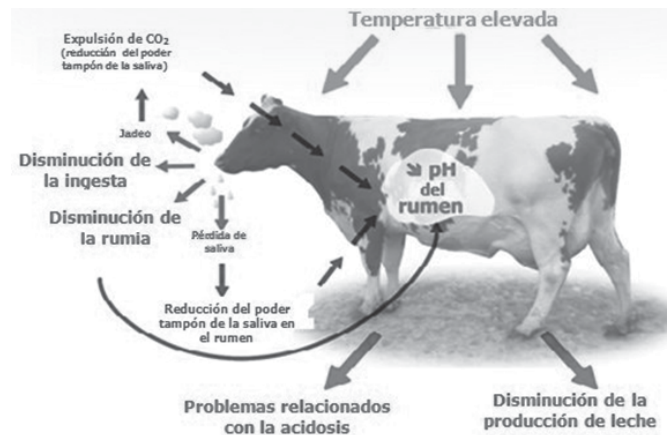 Temperatura elevada
Expulsión de CO₂
(reducción del poder
tampón de la saliva)
Jadeo
Disminución de
la ingesta
Disminución de
la rumia
Pérdida de
saliva
Reducción del poder
tampón de la saliva en
el rumen
pH
del
rumen
Problemas relacionados
con la acidosis
Disminución de la
producción de leche